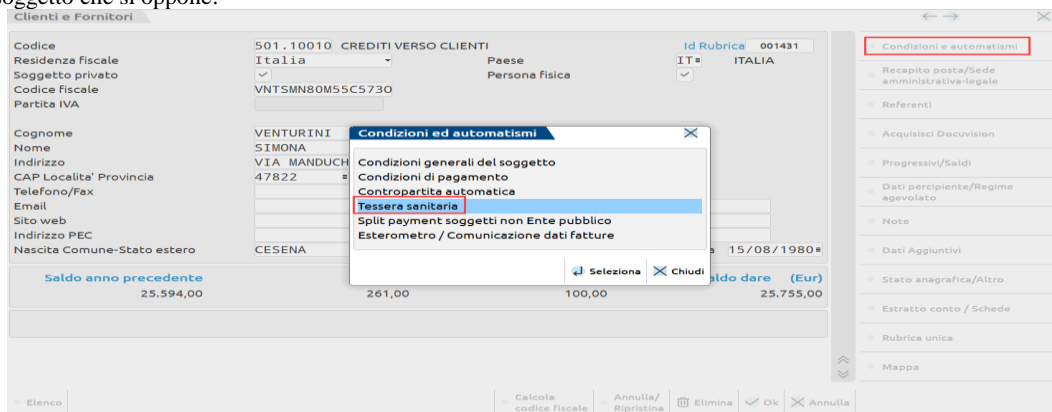 soggetto che si oppone:
Clienti e Fornitori
Codice 501.10010 CREDITI VERSO CLIENTI Id Rubrica 001431
Residenza fiscale Italia Paese IT ITALIA
Soggetto privato Persona fisica
Codice fiscale VNTSMN80M55C573O
Partita IVA
Cognome VENTURINI
Nome SIMONA
Indirizzo VIA MANDUCH
CAP Localita' Provincia 47822
Telefono/Fax
Email
Sito web
Indirizzo PEC
Nascita Comune-Stato estero CESENA 15/08/1980
Condizioni ed automatismi
Condizioni generali del soggetto
Condizioni di pagamento
Contropartita automatica
Tessera sanitaria
Split payment soggetti non Ente pubblico
Esterometro / Comunicazione dati fatture
Seleziona Chiudi
Saldo anno precedente aldo dare (Eur)
25.594,00 261,00 100,00 25.755,00
Condizioni e automatismi
Recapito posta/Sede
amministrativa-legale
Referenti
Acquisisci Docuvision
Progressivi/Saldi
Dati percipiente/Regime
agevolato
Note
Dati Aggiuntivi
Stato anagrafica/Altro
Estratto conto / Schede
Rubrica unica
Mappa
Elenco
Calcola
codice fiscale
Annulla/
Ripristina
Elimina Ok Annulla